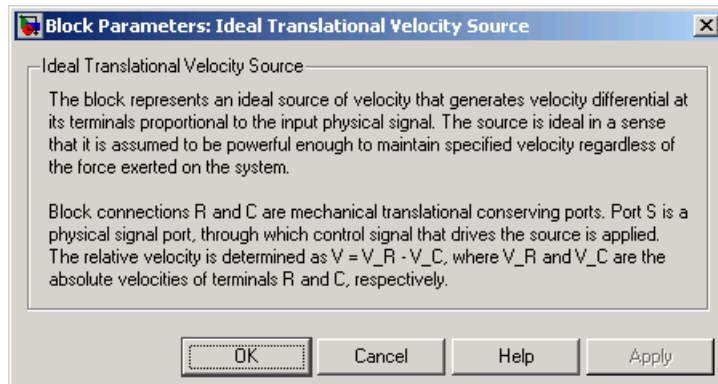 Block Parameters: Ideal Translational Velocity Source
Ideal Translational Velocity Source
The block represents an ideal source of velocity that generates velocity differential at
its terminals proportional to the input physical signal. The source is ideal in a sense
that it is assumed to be powerful enough to maintain specified velocity regardless of
the force exerted on the system.
Block connections R and C are mechanical translational conserving ports. Port S is a
physical signal port, through which control signal that drives the source is applied.
The relative velocity is determined as V = V_R - V_C, where V_R and V_C are the
absolute velocities of terminals R and C, respectively.
OK Cancel Help Apply